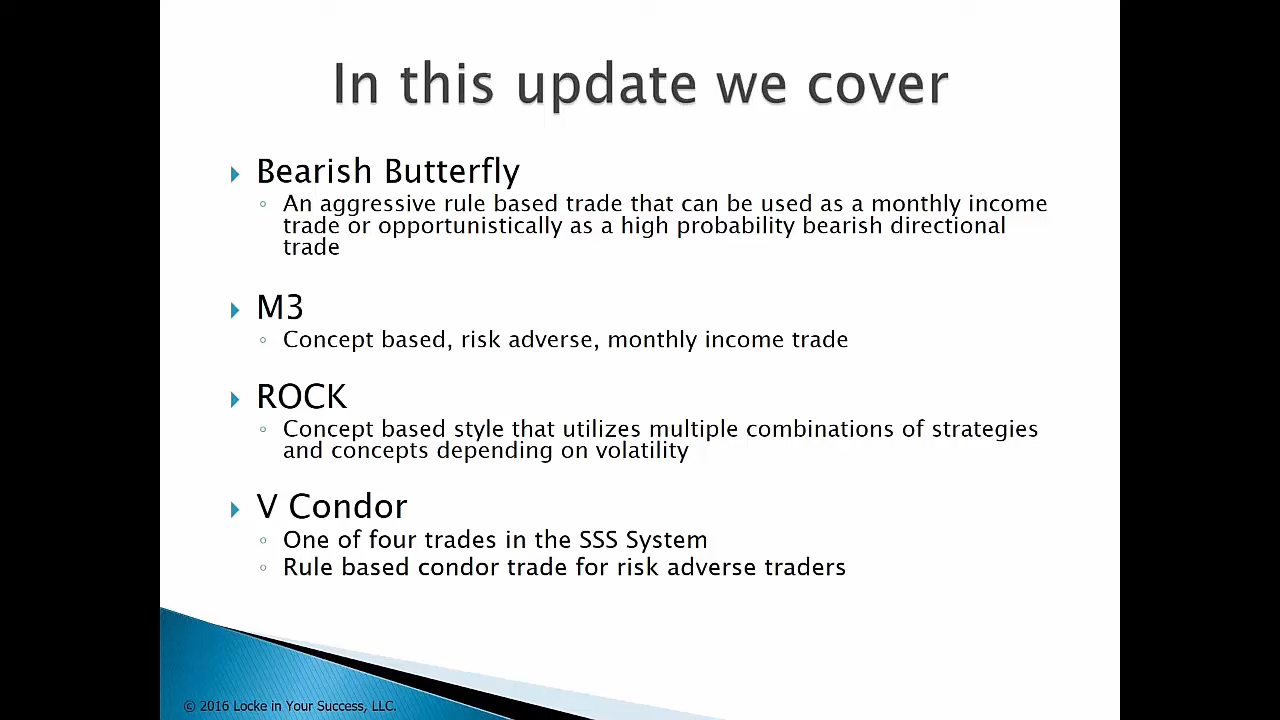 In this update we cover
Bearish Butterfly
An aggressive rule based trade that can be used as a monthly income
trade or opportunistically as a high probability bearish directional
trade
M3
Concept based, risk adverse, monthly income trade
ROCK
Concept based style that utilizes multiple combinations of strategies
and concepts depending on volatility
V Condor
One of four trades in the SSS System
Rule based condor trade for risk adverse traders
© 2016 Locke in Your Success, LLC.